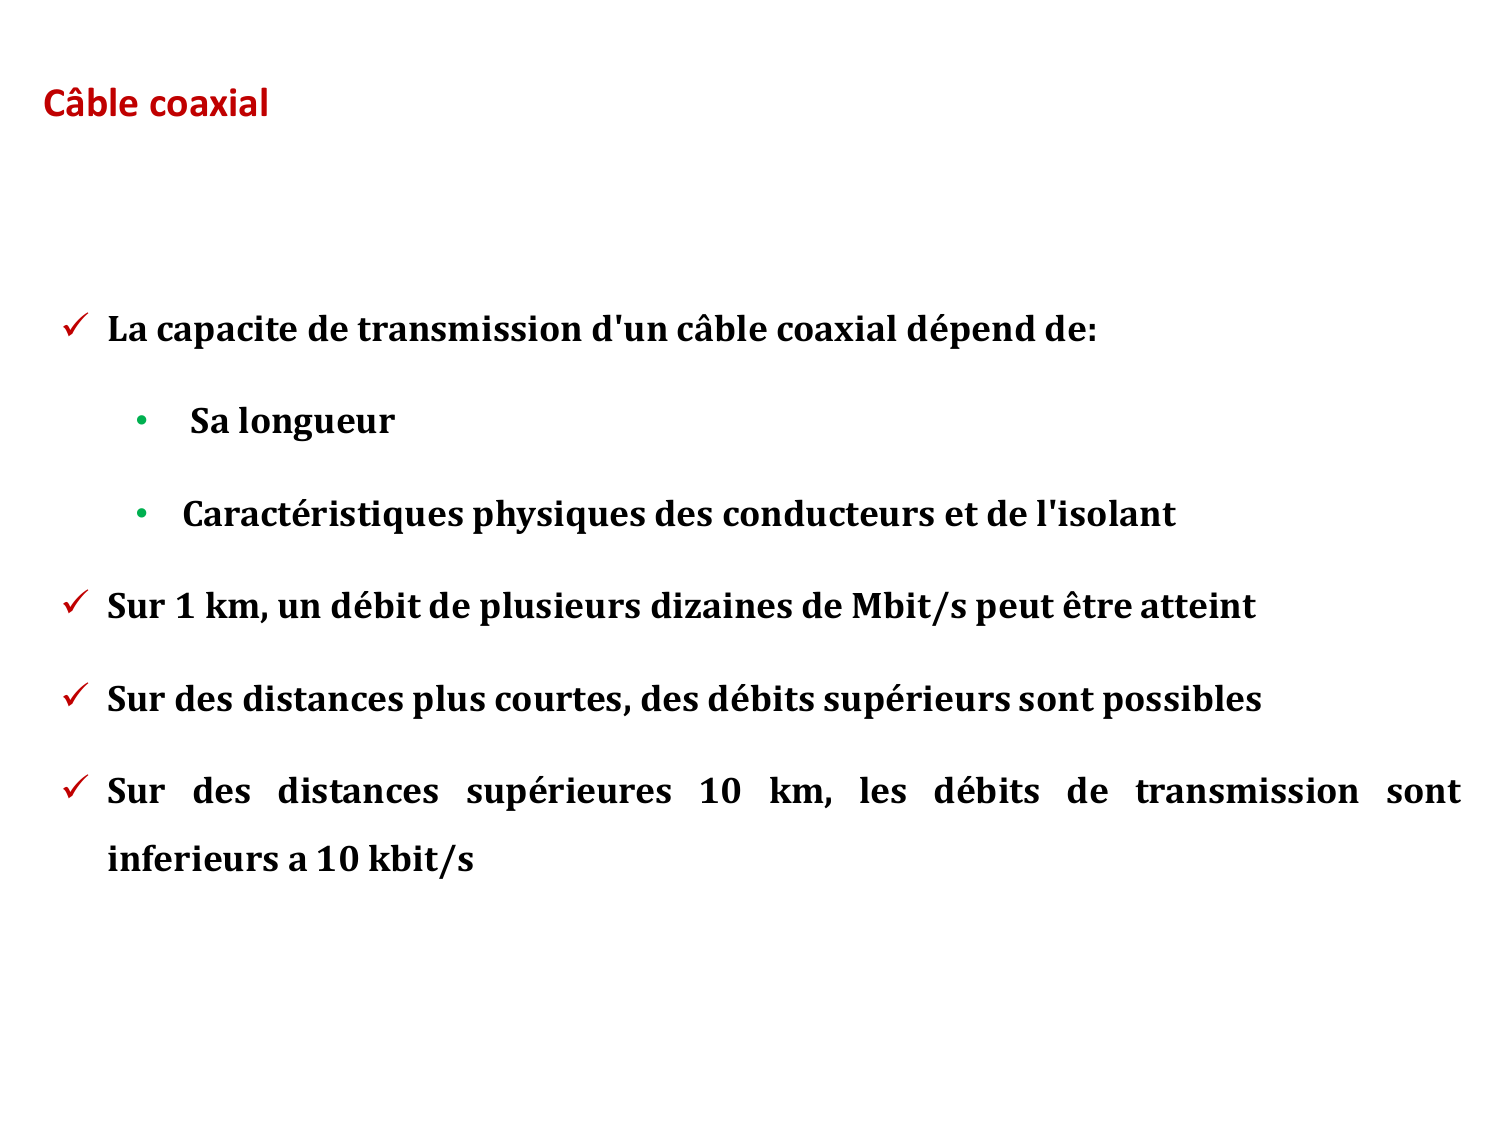 Câble coaxial
✓ La capacite de transmission d'un câble coaxial dépend de:
• Sa longueur
• Caractéristiques physiques des conducteurs et de l'isolant
✓ Sur 1 km, un débit de plusieurs dizaines de Mbit/s peut être atteint
✓ Sur des distances plus courtes, des débits supérieurs sont possibles
✓ Sur des distances supérieures 10 km, les débits de transmission sont
inferieurs a 10 kbit/s